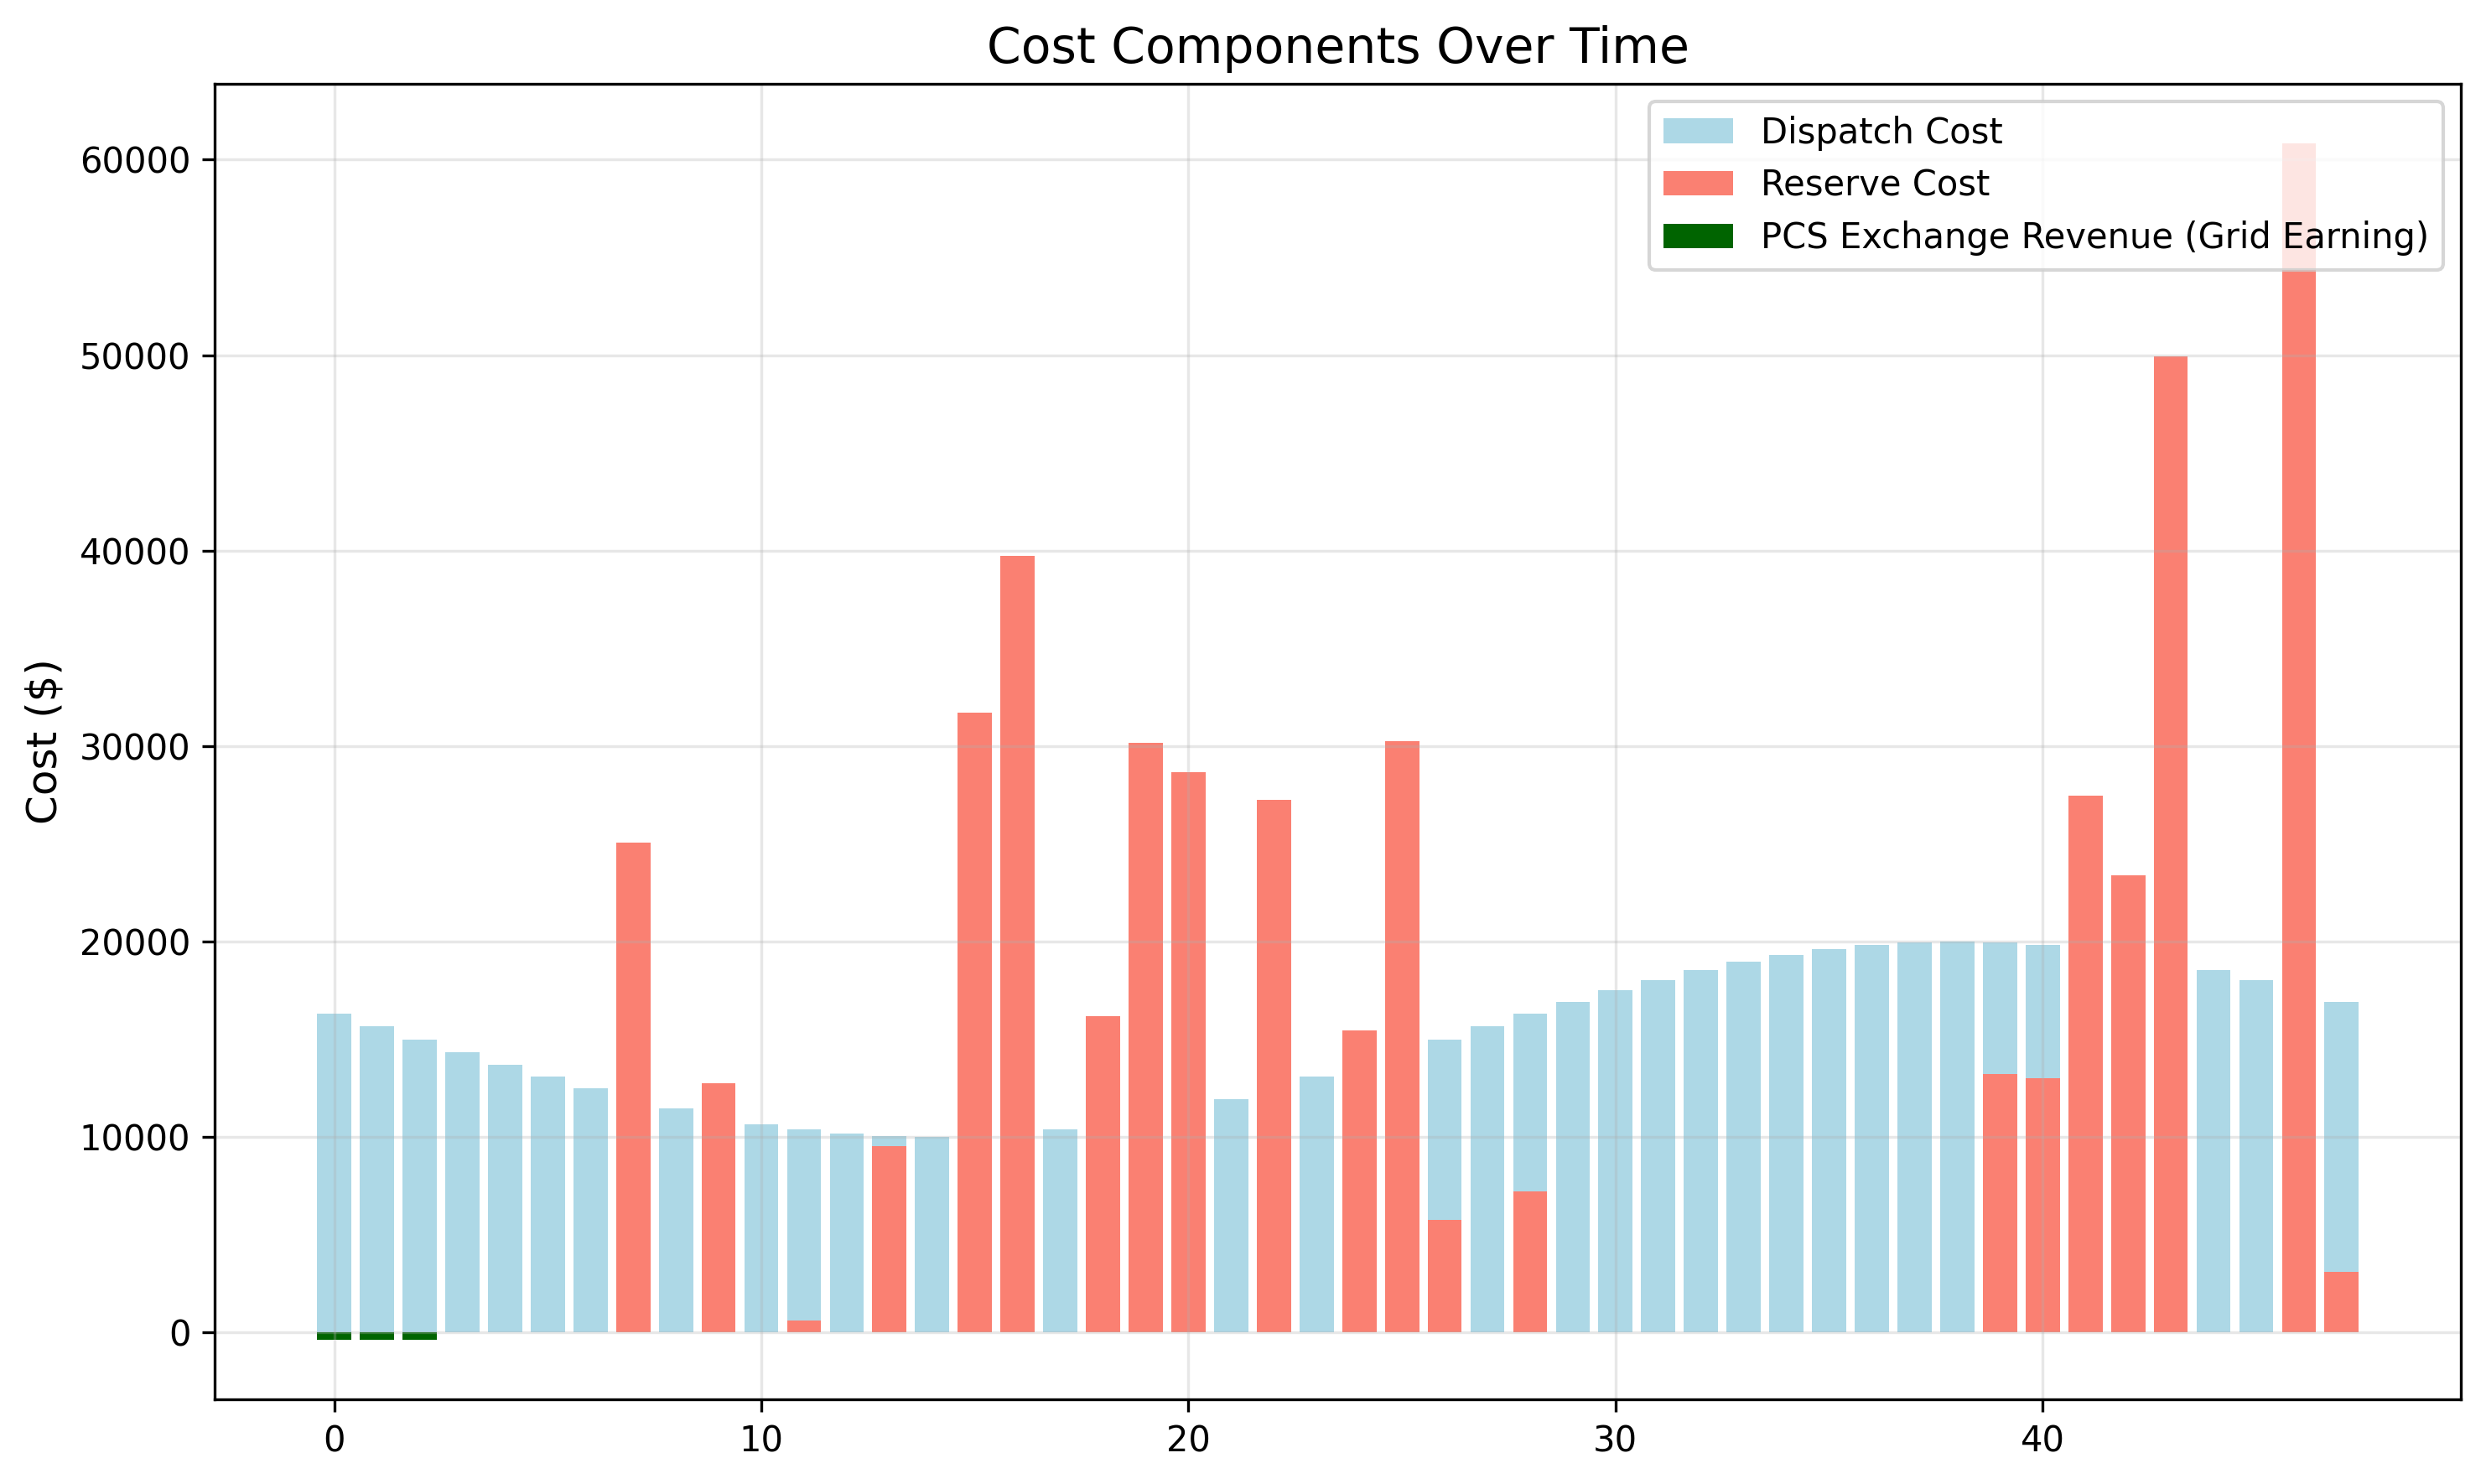 Cost Components Over Time
Dispatch Cost
Reserve Cost
PCS Exchange Revenue (Grid Earning)
Cost ($)
60000
50000
40000
30000
20000
10000
0
0 10 20 30 40